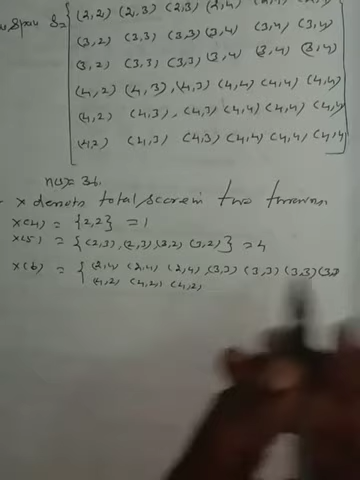 S= { (2,2) (2,3) (2,3) (2,4)
(3,2) (3,3) (3,3) (3,4) (3,4) (3,4)
(3,2) (3,3) (3,3) (3,4) (3,4) (3,4)
(4,2) (4,3), (4,3) (4,4) (4,4) (4,4)
(4,2) (4,3), (4,3) (4,4) (4,4) (4,4)
(4,2) (4,3) (4,3) (4,4) (4,4) (4,4)
x denots total score in two
x(4) = {2,2} = 1
x(5) = {(2,3), (2,3), (3,2) (3,2)} = 4
x(6) = { (2,4) (2,4) (2,4), (3,3) (3,3) (3,3) (3,3)
(4,2) (4,2) (4,2)